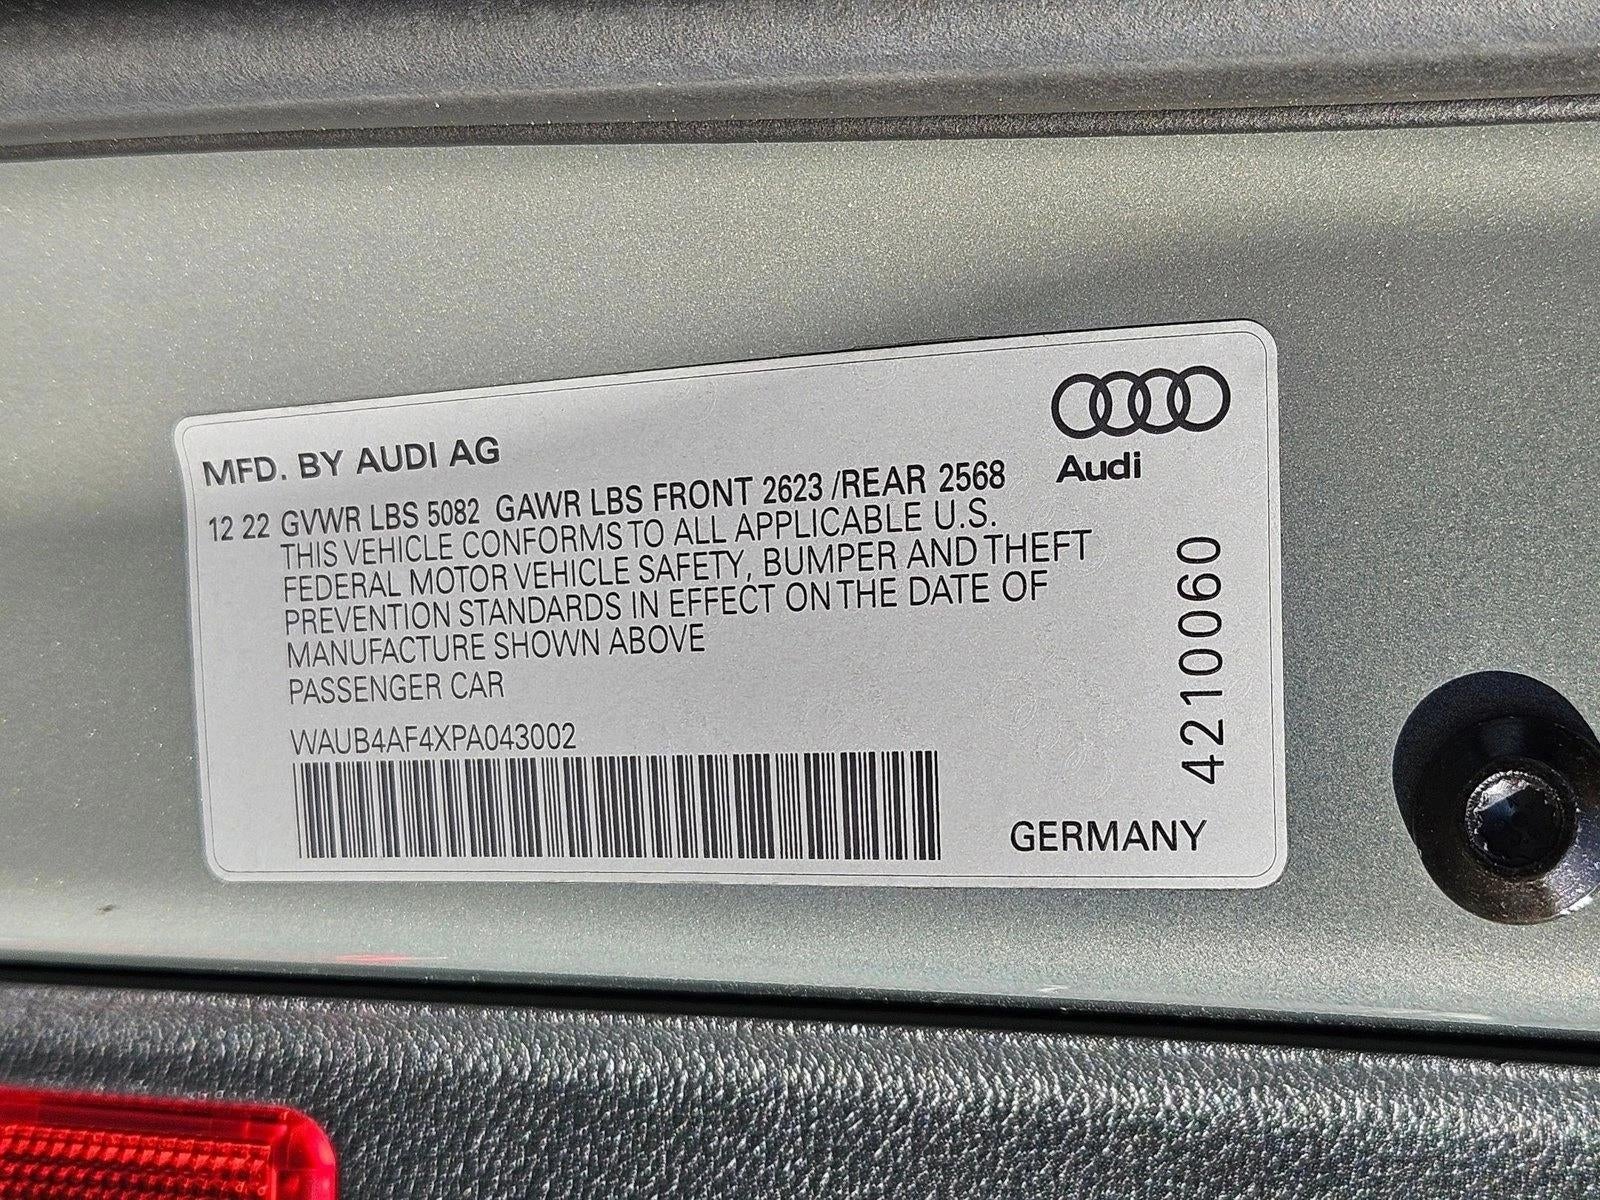 MFD. BY AUDI AG
Audi
12 22 GVWR LBS 5082 GAWR LBS FRONT 2623 /REAR 2568
THIS VEHICLE CONFORMS TO ALL APPLICABLE U.S.
FEDERAL MOTOR VEHICLE SAFETY, BUMPER AND THEFT
PREVENTION STANDARDS IN EFFECT ON THE DATE OF
MANUFACTURE SHOWN ABOVE
PASSENGER CAR
WAUB4AF4XPA043002
4210060
GERMANY